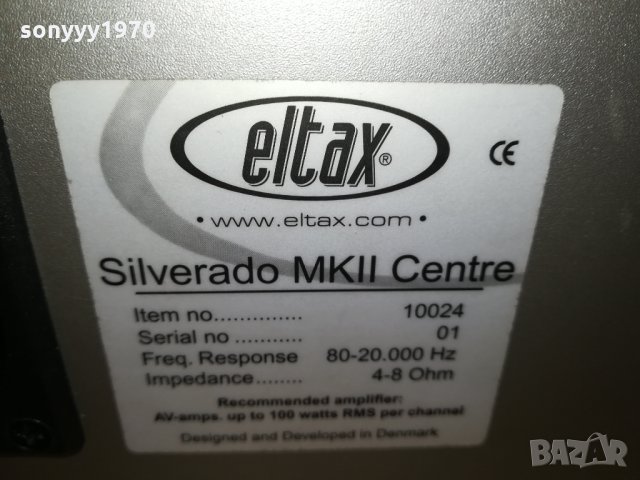 sonyyy1970
eltax®
CE
• www.eltax.com •
Silverado MKII Centre
Item no............... 10024
Serial no ........... 01
Freq. Response 80-20.000 Hz
Impedance........ 4-8 Ohm
Recommended amplifier:
AV-amps. up to 100 watts RMS per channel
Designed and Developed in Denmark
BAZAR